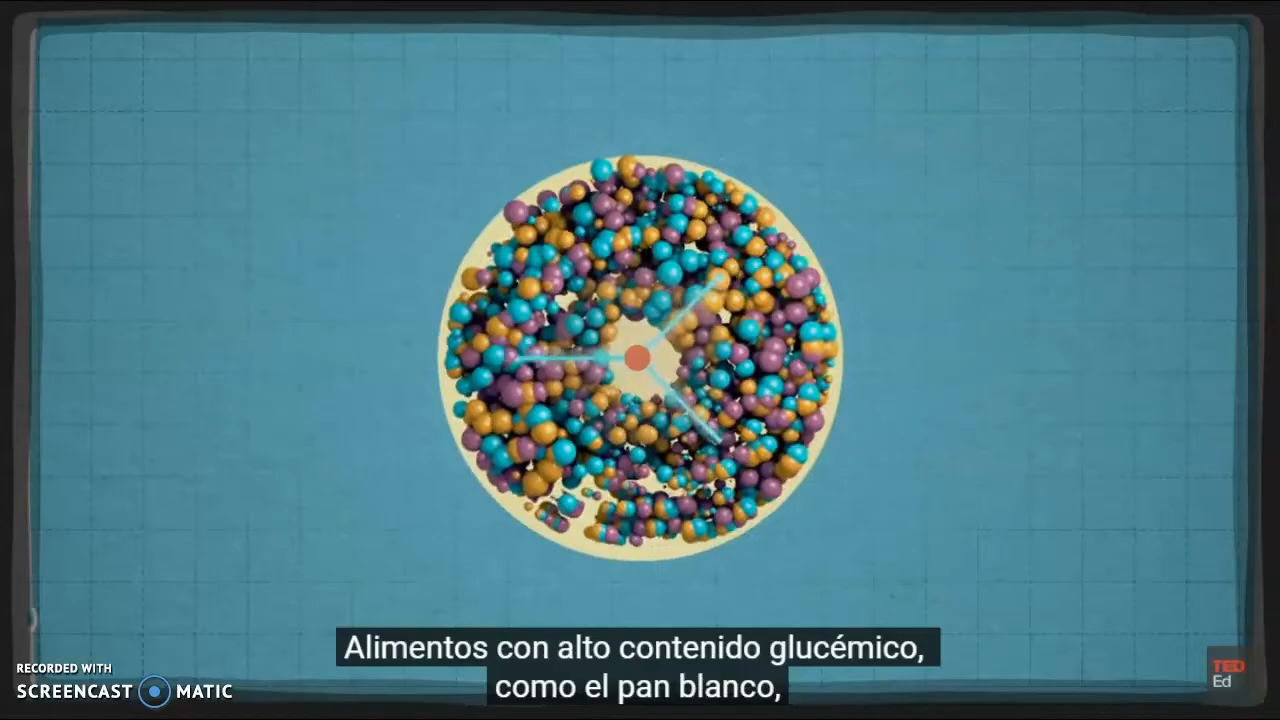 Alimentos con alto contenido glucémico,
como el pan blanco,
RECORDED WITH
SCREENCAST MATIC
TED
Ed